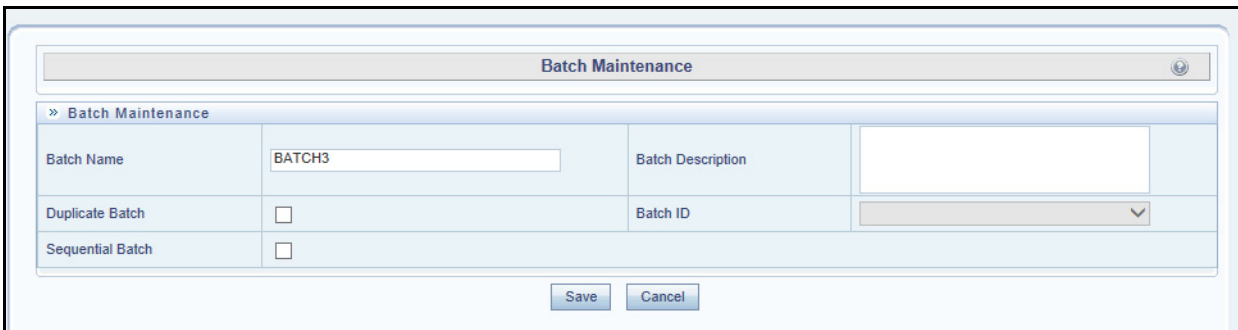 Batch Maintenance
» Batch Maintenance
Batch Name BATCH3 Batch Description
Duplicate Batch Batch ID
Sequential Batch
Save Cancel